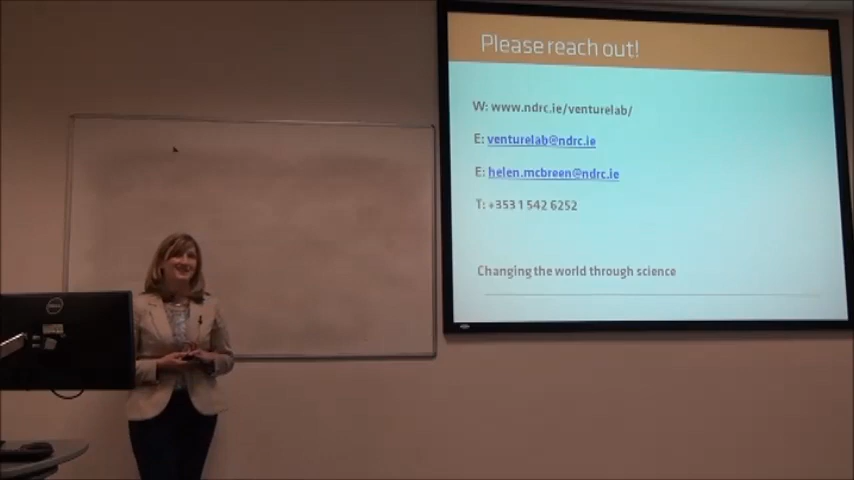 Please reach out!
W: www.ndrc.ie/venturelab/
E: venturelab@ndrc.ie
E: helen.mcbreen@ndrc.ie
T: +353 1 542 6252
Changing the world through science
DELL